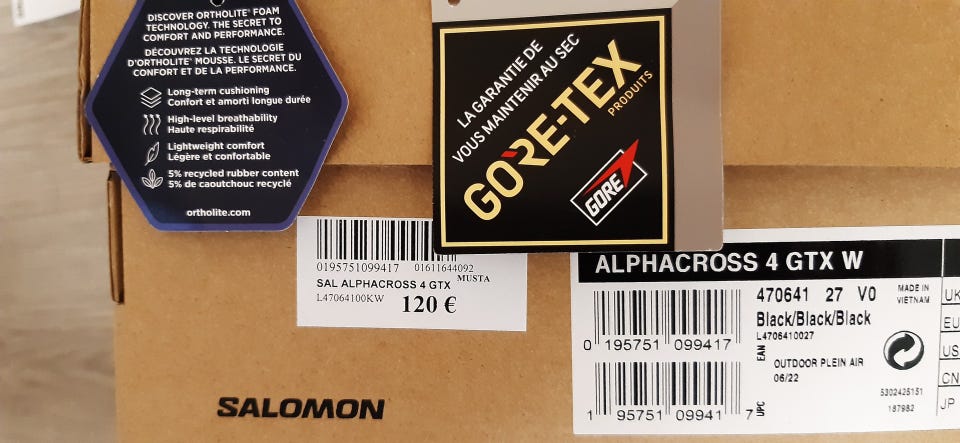 DISCOVER ORTHOLITE® FOAM
TECHNOLOGY. THE SECRET TO
COMFORT AND PERFORMANCE.
DÉCOUVREZ LA TECHNOLOGIE
D'ORTHOLITE® MOUSSE. LE SECRET DU
CONFORT ET DE LA PERFORMANCE.
Long-term cushioning
Confort et amorti longue durée
High-level breathability
Haute respirabilité
Lightweight comfort
Légère et confortable
5% recycled rubber content
5% de caoutchouc recyclé
ortholite.com
LA GARANTIE DE
VOUS MAINTENIR AU SEC
GORE-TEX
PRODUITS
GORE
0195751099417 01611644092
MUSTA
SAL ALPHACROSS 4 GTX
L47064100KW 120 €
SALOMON
ALPHACROSS 4 GTX W
470641 27 V0
MADE IN
VIETNAM
Black/Black/Black
L4706410027
0 195751 099417
EAN
OUTDOOR PLEIN AIR
06/22
1 95751 09941 7
UPC
5302425151
187982
UK
EU
US
CN
JP